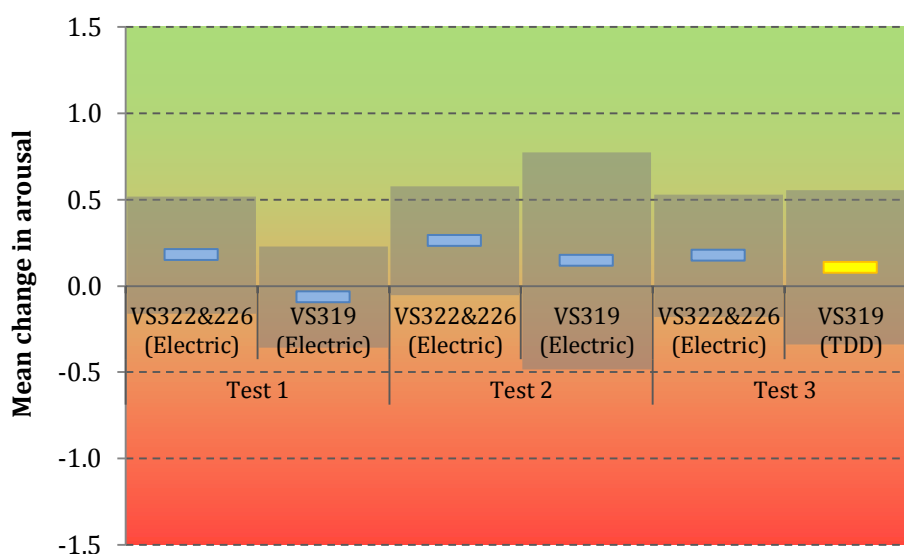 Mean change in arousal
1.5
1.0
0.5
0.0
-0.5
-1.0
-1.5
VS322&226 (Electric)
VS319 (Electric)
VS322&226 (Electric)
VS319 (Electric)
VS322&226 (Electric)
VS319 (TDD)
Test 1
Test 2
Test 3